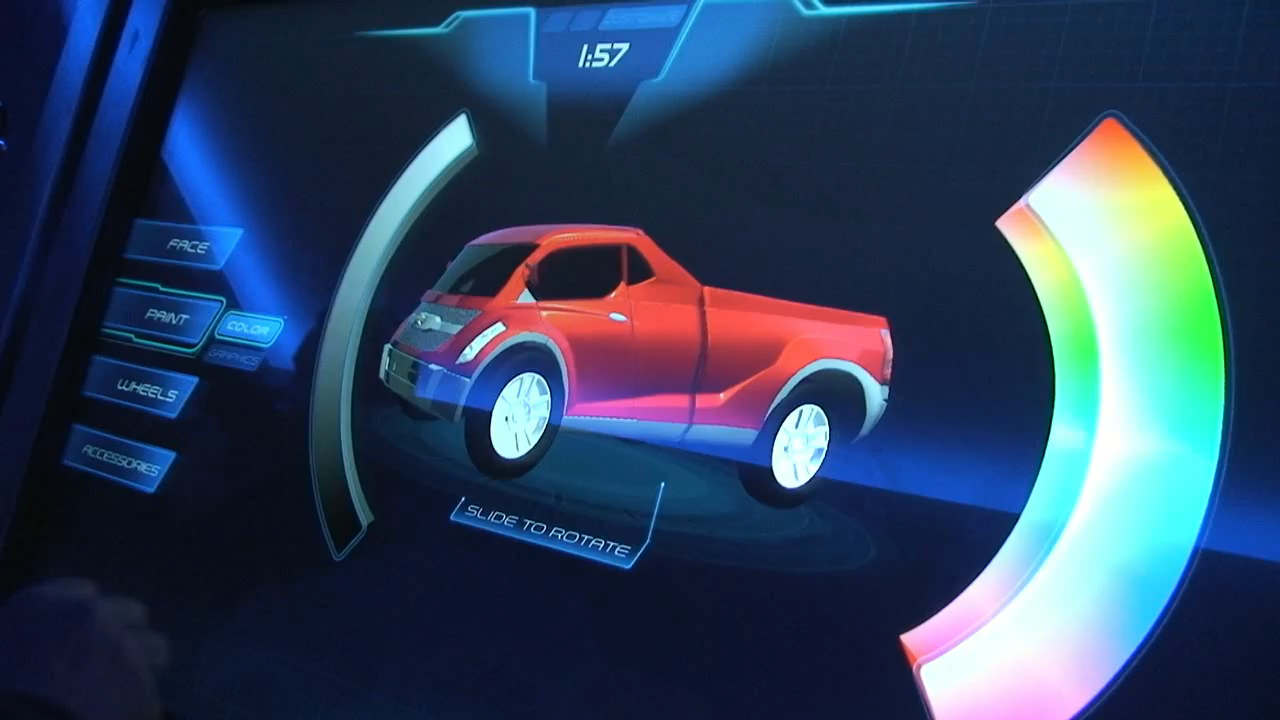 1:57
FACE
PAINT
COLOR
GRAPHICS
WHEELS
ACCESSORIES
SLIDE TO ROTATE